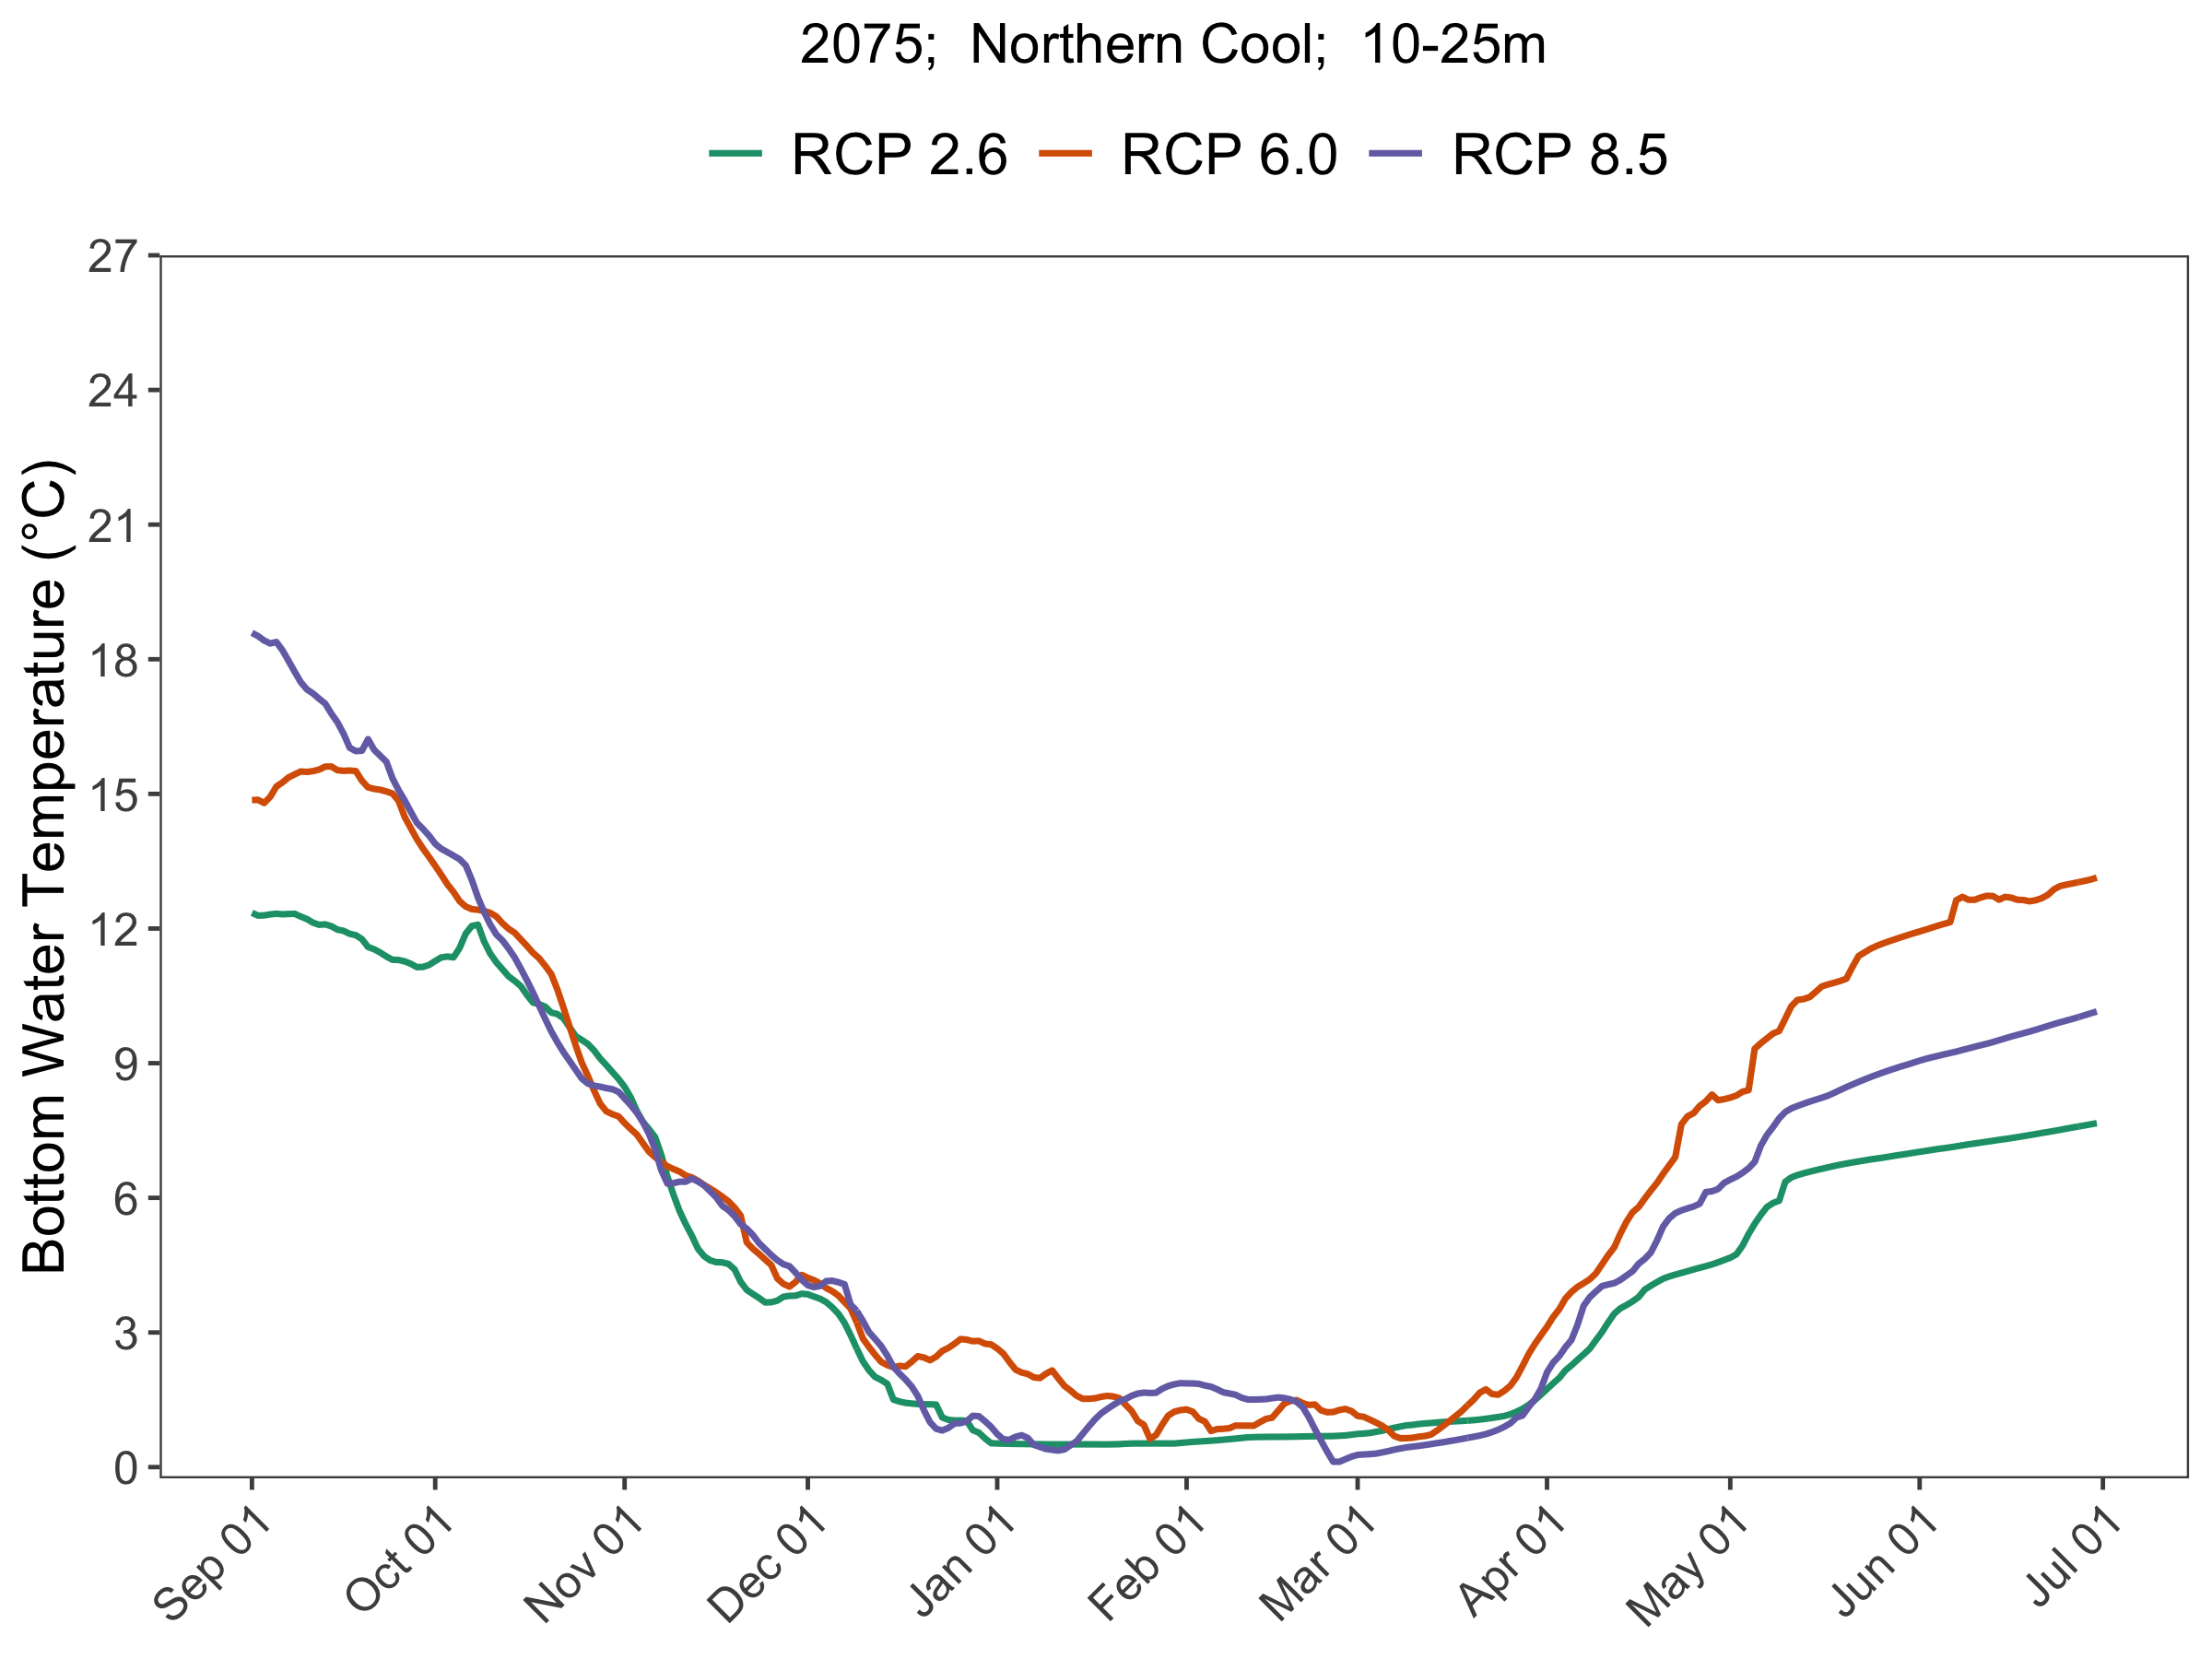 2075;  Northern Cool;  10-25m
RCP 2.6 RCP 6.0 RCP 8.5
Bottom Water Temperature (°C)
27
24
21
18
15
12
9
6
3
0
Sep 01 Oct 01 Nov 01 Dec 01 Jan 01 Feb 01 Mar 01 Apr 01 May 01 Jun 01 Jul 01